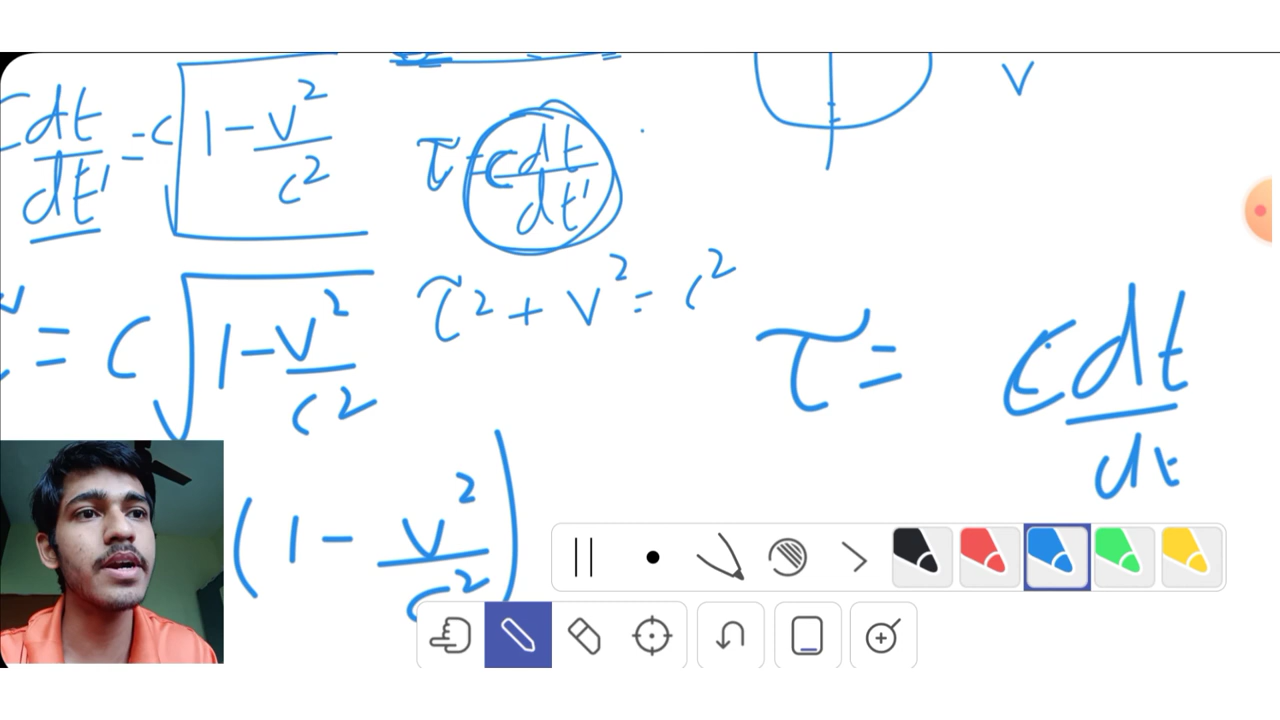 v
c dt/dt' = c √(1 - v²/c²)
τ = c dt/dt'
τ² + v² = c²
= c √(1 - v²/c²)
τ = c dt/dt
(1 - v²/c²)